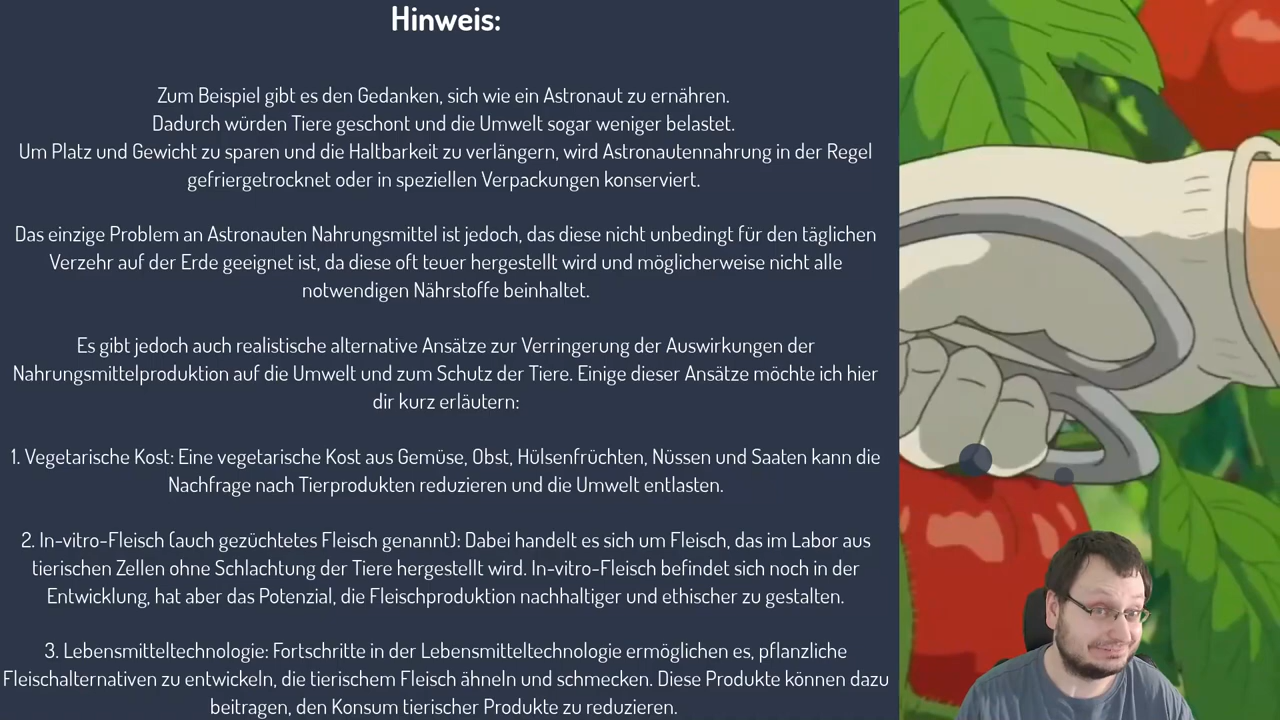 Hinweis:
Zum Beispiel gibt es den Gedanken, sich wie ein Astronaut zu ernähren.
Dadurch würden Tiere geschont und die Umwelt sogar weniger belastet.
Um Platz und Gewicht zu sparen und die Haltbarkeit zu verlängern, wird Astronautennahrung in der Regel
gefriergetrocknet oder in speziellen Verpackungen konserviert.
Das einzige Problem an Astronauten Nahrungsmittel ist jedoch, das diese nicht unbedingt für den täglichen
Verzehr auf der Erde geeignet ist, da diese oft teuer hergestellt wird und möglicherweise nicht alle
notwendigen Nährstoffe beinhaltet.
Es gibt jedoch auch realistische alternative Ansätze zur Verringerung der Auswirkungen der
Nahrungsmittelproduktion auf die Umwelt und zum Schutz der Tiere. Einige dieser Ansätze möchte ich hier
dir kurz erläutern:
1. Vegetarische Kost: Eine vegetarische Kost aus Gemüse, Obst, Hülsenfrüchten, Nüssen und Saaten kann die
Nachfrage nach Tierprodukten reduzieren und die Umwelt entlasten.
2. In-vitro-Fleisch (auch gezüchtetes Fleisch genannt): Dabei handelt es sich um Fleisch, das im Labor aus
tierischen Zellen ohne Schlachtung der Tiere hergestellt wird. In-vitro-Fleisch befindet sich noch in der
Entwicklung, hat aber das Potenzial, die Fleischproduktion nachhaltiger und ethischer zu gestalten.
3. Lebensmitteltechnologie: Fortschritte in der Lebensmitteltechnologie ermöglichen es, pflanzliche
Fleischalternativen zu entwickeln, die tierischem Fleisch ähneln und schmecken. Diese Produkte können dazu
beitragen, den Konsum tierischer Produkte zu reduzieren.